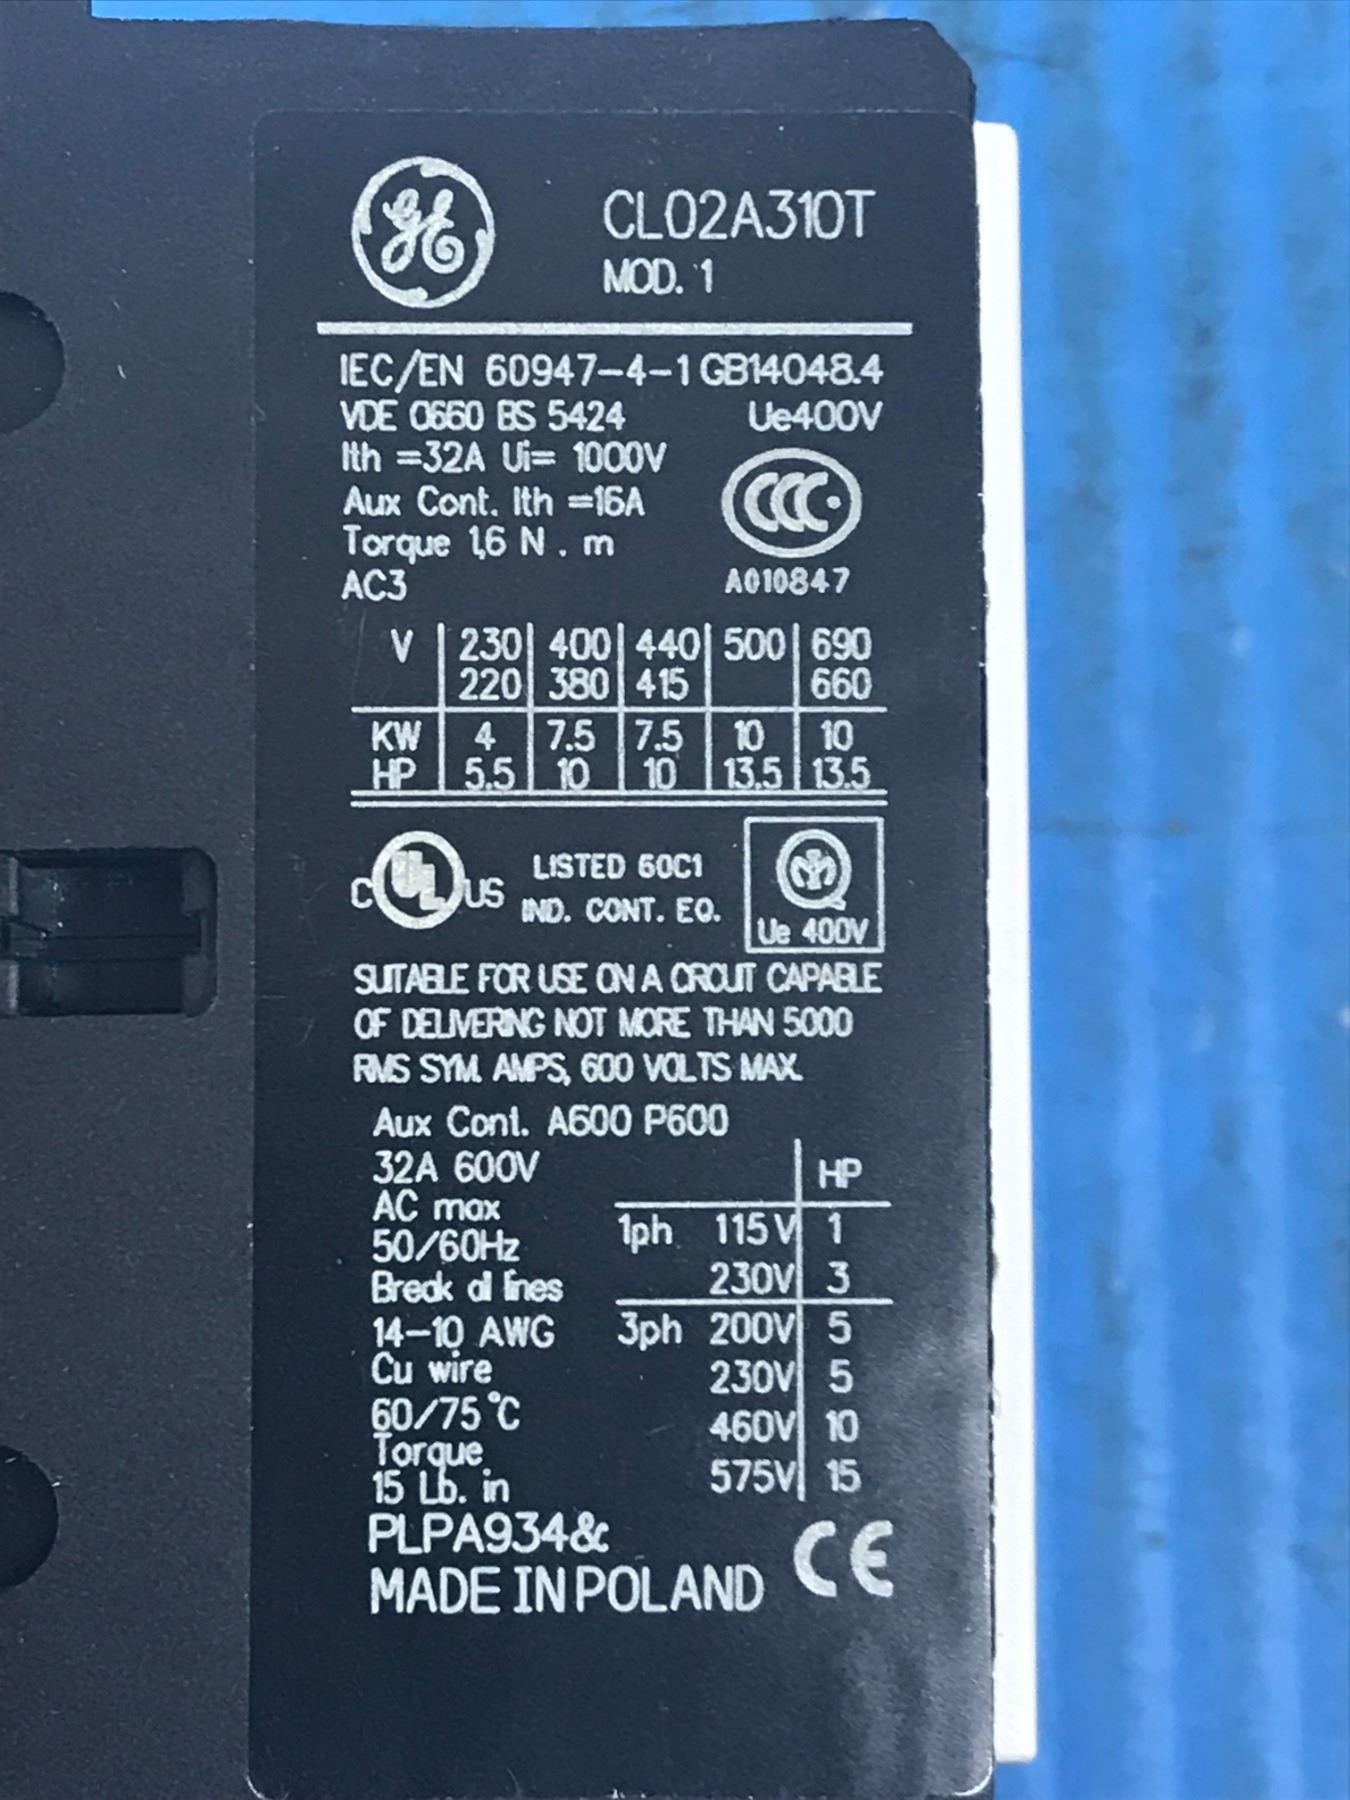 GE CL02A310T
MOD. 1
IEC/EN 60947-4-1 GB14048.4
VDE 0660 BS 5424 Ue400V
Ith =32A Ui= 1000V
CCC
Aux Cont. Ith =16A
Torque 1,6 N . m
AC3 A010847
V 230 400 440 500 690
220 380 415 660
KW 4 7.5 7.5 10 10
HP 5.5 10 10 13.5 13.5
C UL US LISTED 60C1
IND. CONT. EQ.
Ue 400V
SUITABLE FOR USE ON A CIRCUIT CAPABLE
OF DELIVERING NOT MORE THAN 5000
RMS SYM. AMPS, 600 VOLTS MAX.
Aux Cont. A600 P600
32A 600V
AC max
50/60Hz
Break all lines
14-10 AWG
Cu wire
60/75°C
Torque
15 Lb. in
HP
1ph 115V 1
230V 3
3ph 200V 5
230V 5
460V 10
575V 15
PLPA934&c
MADE IN POLAND CE